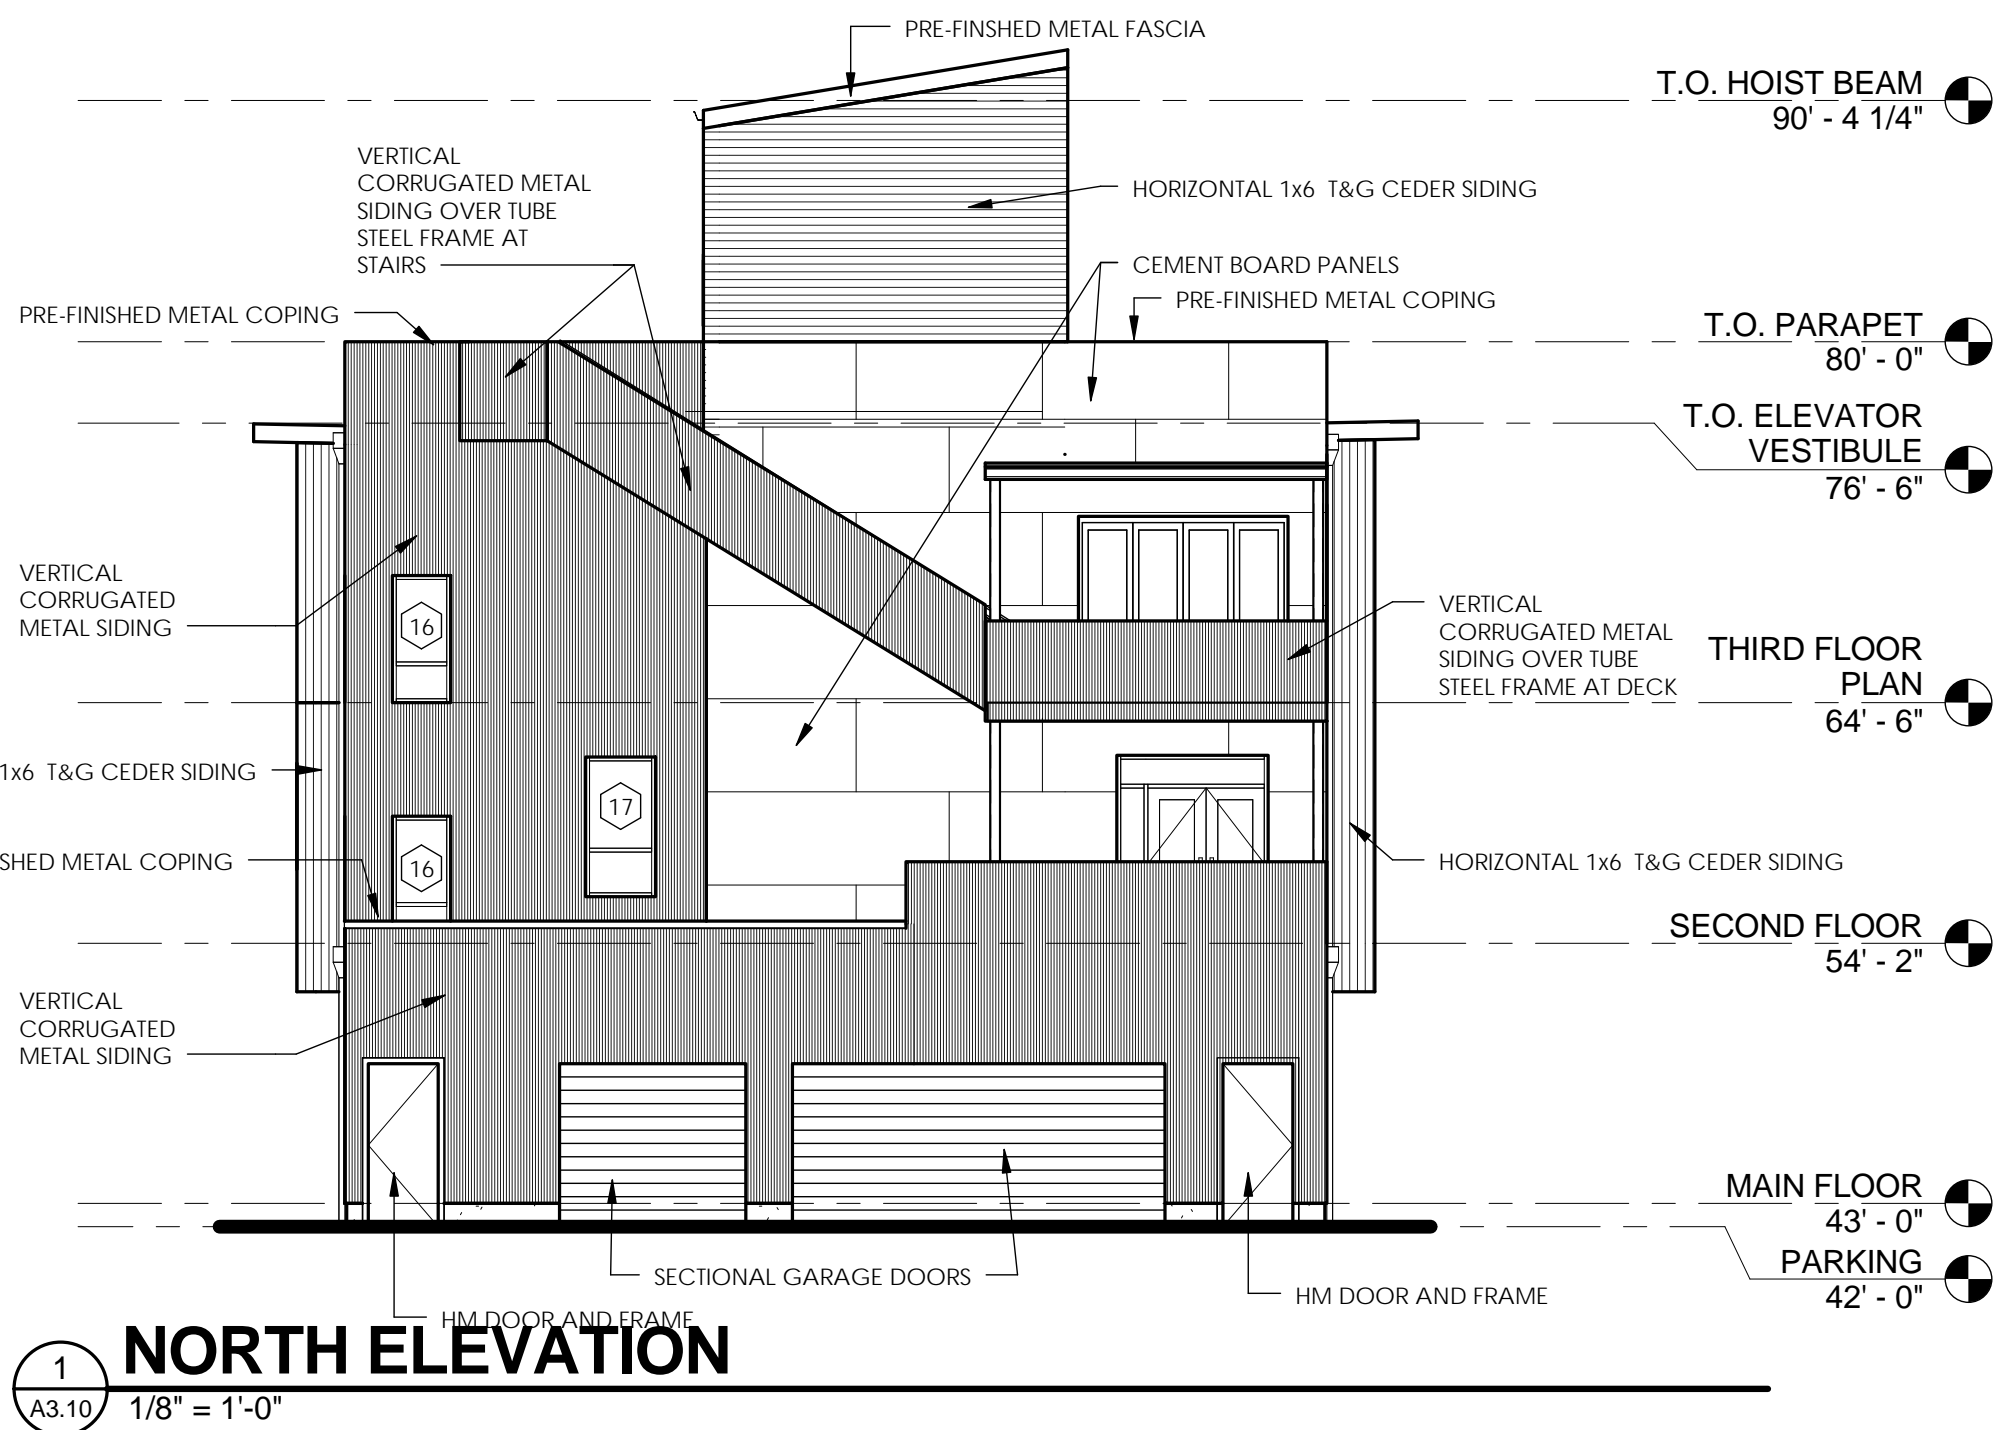 PRE-FINSHED METAL FASCIA
T.O. HOIST BEAM
90' - 4 1/4"
VERTICAL
CORRUGATED METAL
SIDING OVER TUBE
STEEL FRAME AT
STAIRS
HORIZONTAL 1x6 T&G CEDER SIDING
CEMENT BOARD PANELS
PRE-FINISHED METAL COPING
PRE-FINISHED METAL COPING
T.O. PARAPET
80' - 0"
T.O. ELEVATOR
VESTIBULE
76' - 6"
VERTICAL
CORRUGATED
METAL SIDING
16
VERTICAL
CORRUGATED METAL
SIDING OVER TUBE
STEEL FRAME AT DECK
THIRD FLOOR
PLAN
64' - 6"
1x6 T&G CEDER SIDING
17
SHED METAL COPING
16
HORIZONTAL 1x6 T&G CEDER SIDING
SECOND FLOOR
54' - 2"
VERTICAL
CORRUGATED
METAL SIDING
MAIN FLOOR
43' - 0"
PARKING
42' - 0"
SECTIONAL GARAGE DOORS
HM DOOR AND FRAME
HM DOOR AND FRAME
1
A3.10
NORTH ELEVATION
1/8" = 1'-0"